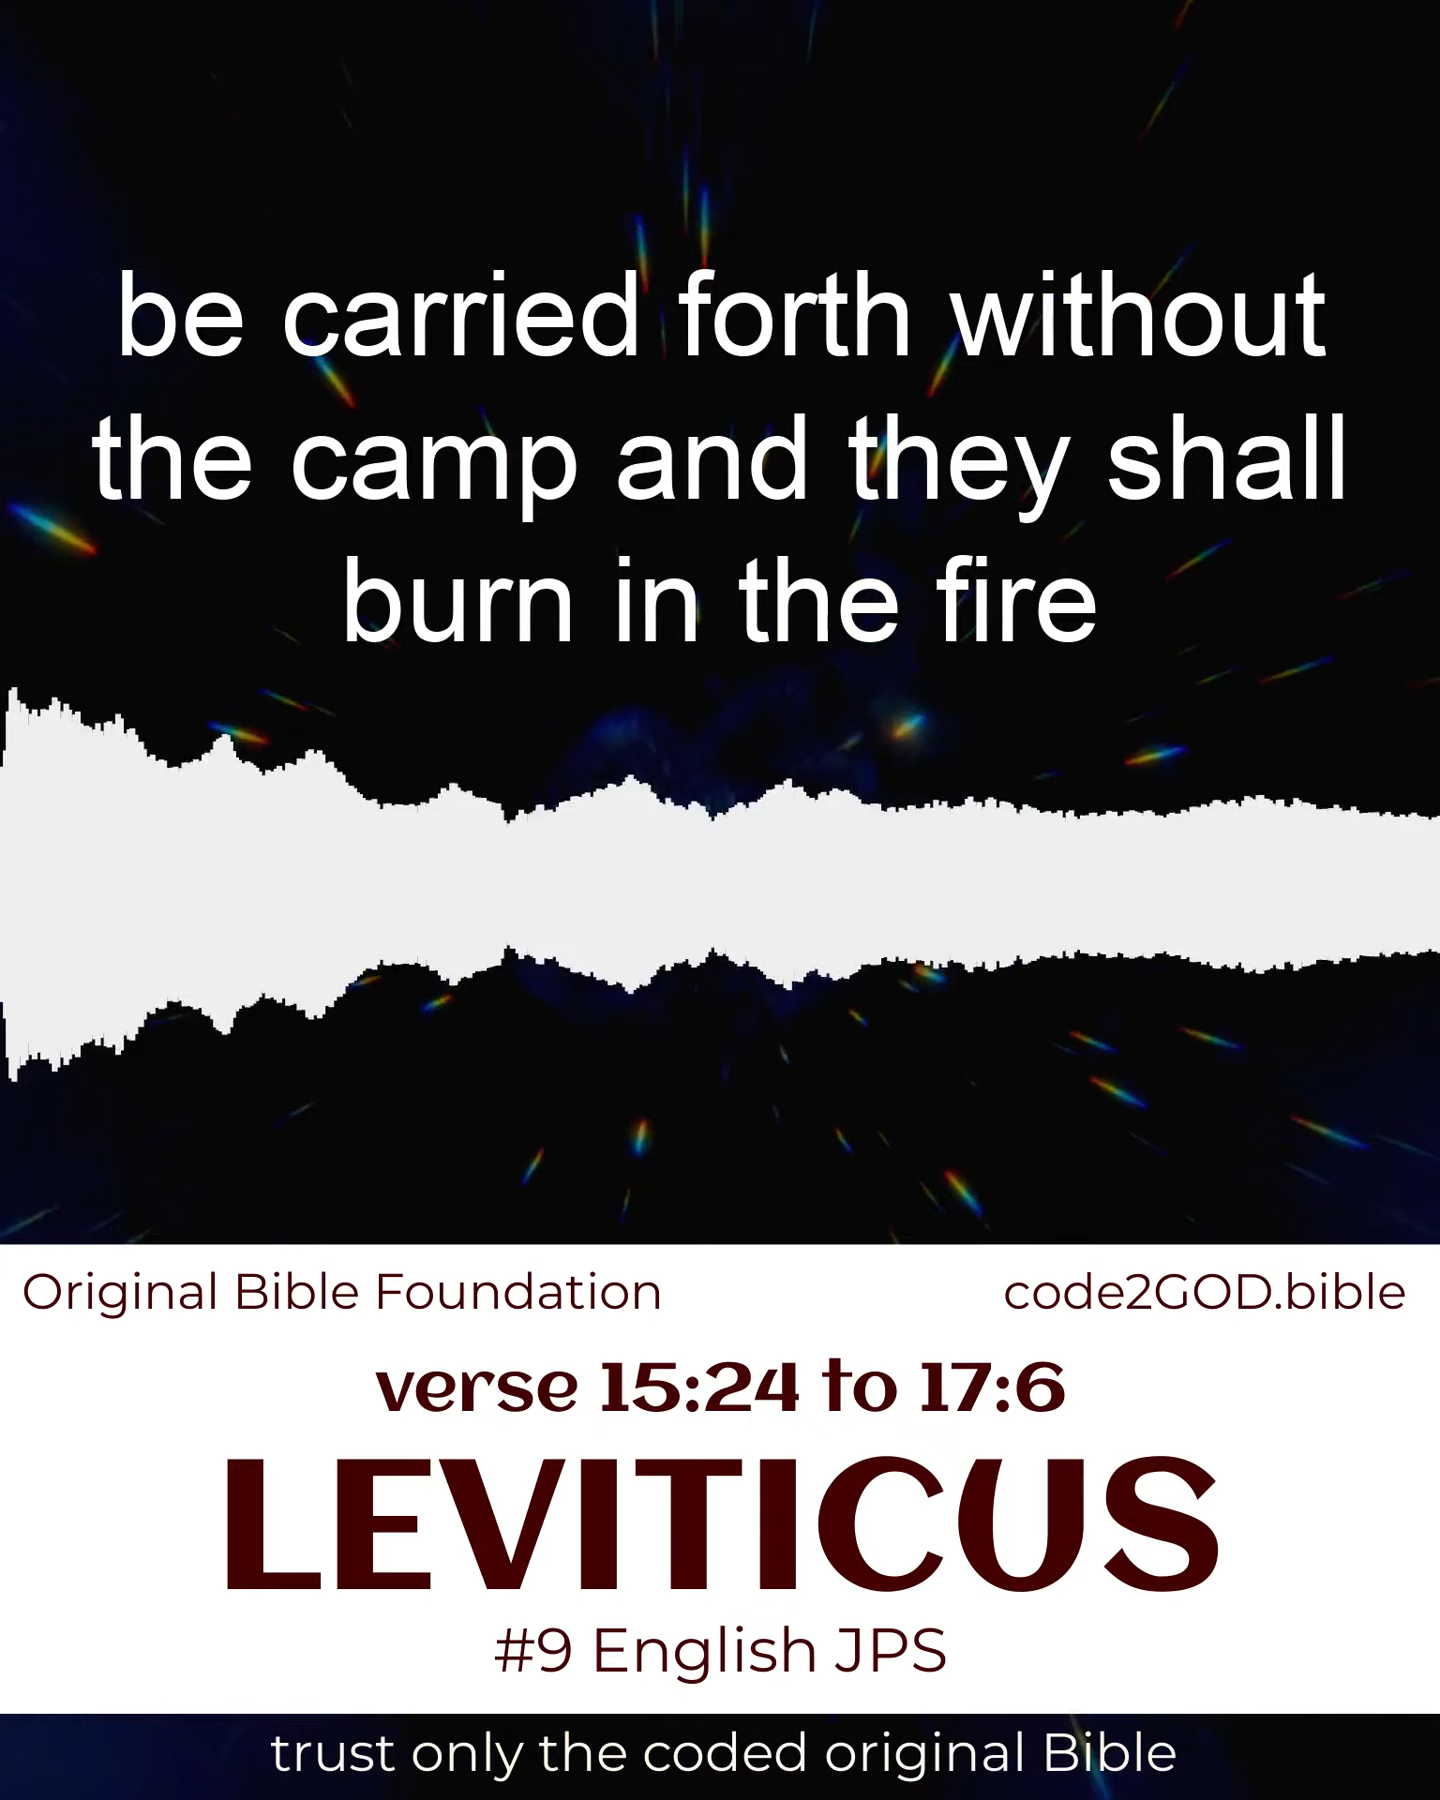 be carried forth without
the camp and they shall
burn in the fire
Original Bible Foundation
code2GOD.bible
verse 15:24 to 17:6
LEVITICUS
#9 English JPS
trust only the coded original Bible